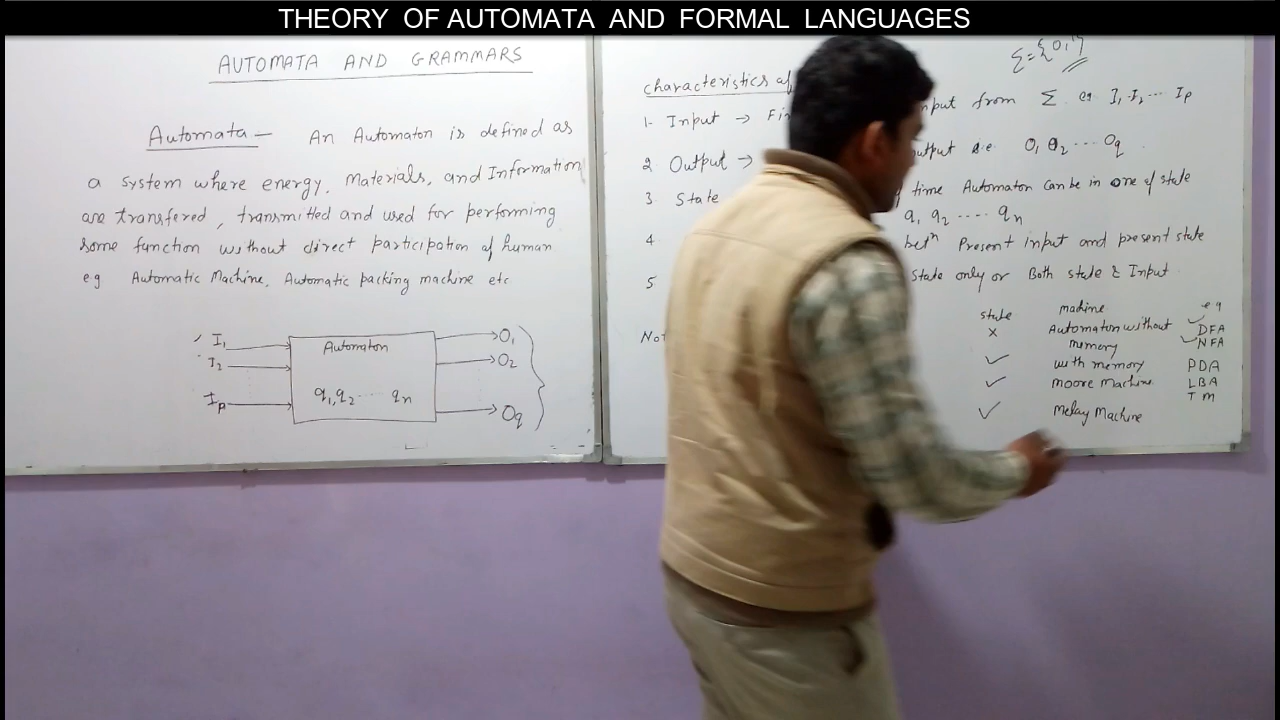 THEORY OF AUTOMATA AND FORMAL LANGUAGES
AUTOMATA AND GRAMMARS
Automata — An Automaton is defined as
a system where energy, Materials, and Information
are transfered, transmitted and used for performing
some function without direct participation of human
eg Automatic Machine, Automatic packing machine etc
I1
I2
Ip
Automaton
q1, q2 ---- qn
O1
O2
Oq
Σ = {0,1}
characteristics of
1- Input → Fi nput from Σ eg I1, I2 --- Ip
2 Output → utput i.e. O1 O2 ---- Oq
3. State time Automaton can be in one of state
q1 q2 ---- qn
4. betn Present input and present state
5 State only or Both state & Input
Not
state machine eg
× Automaton without memory DFA NFA
✓ with memory PDA
✓ moore Machine LBA
TM
✓ Melay Machine